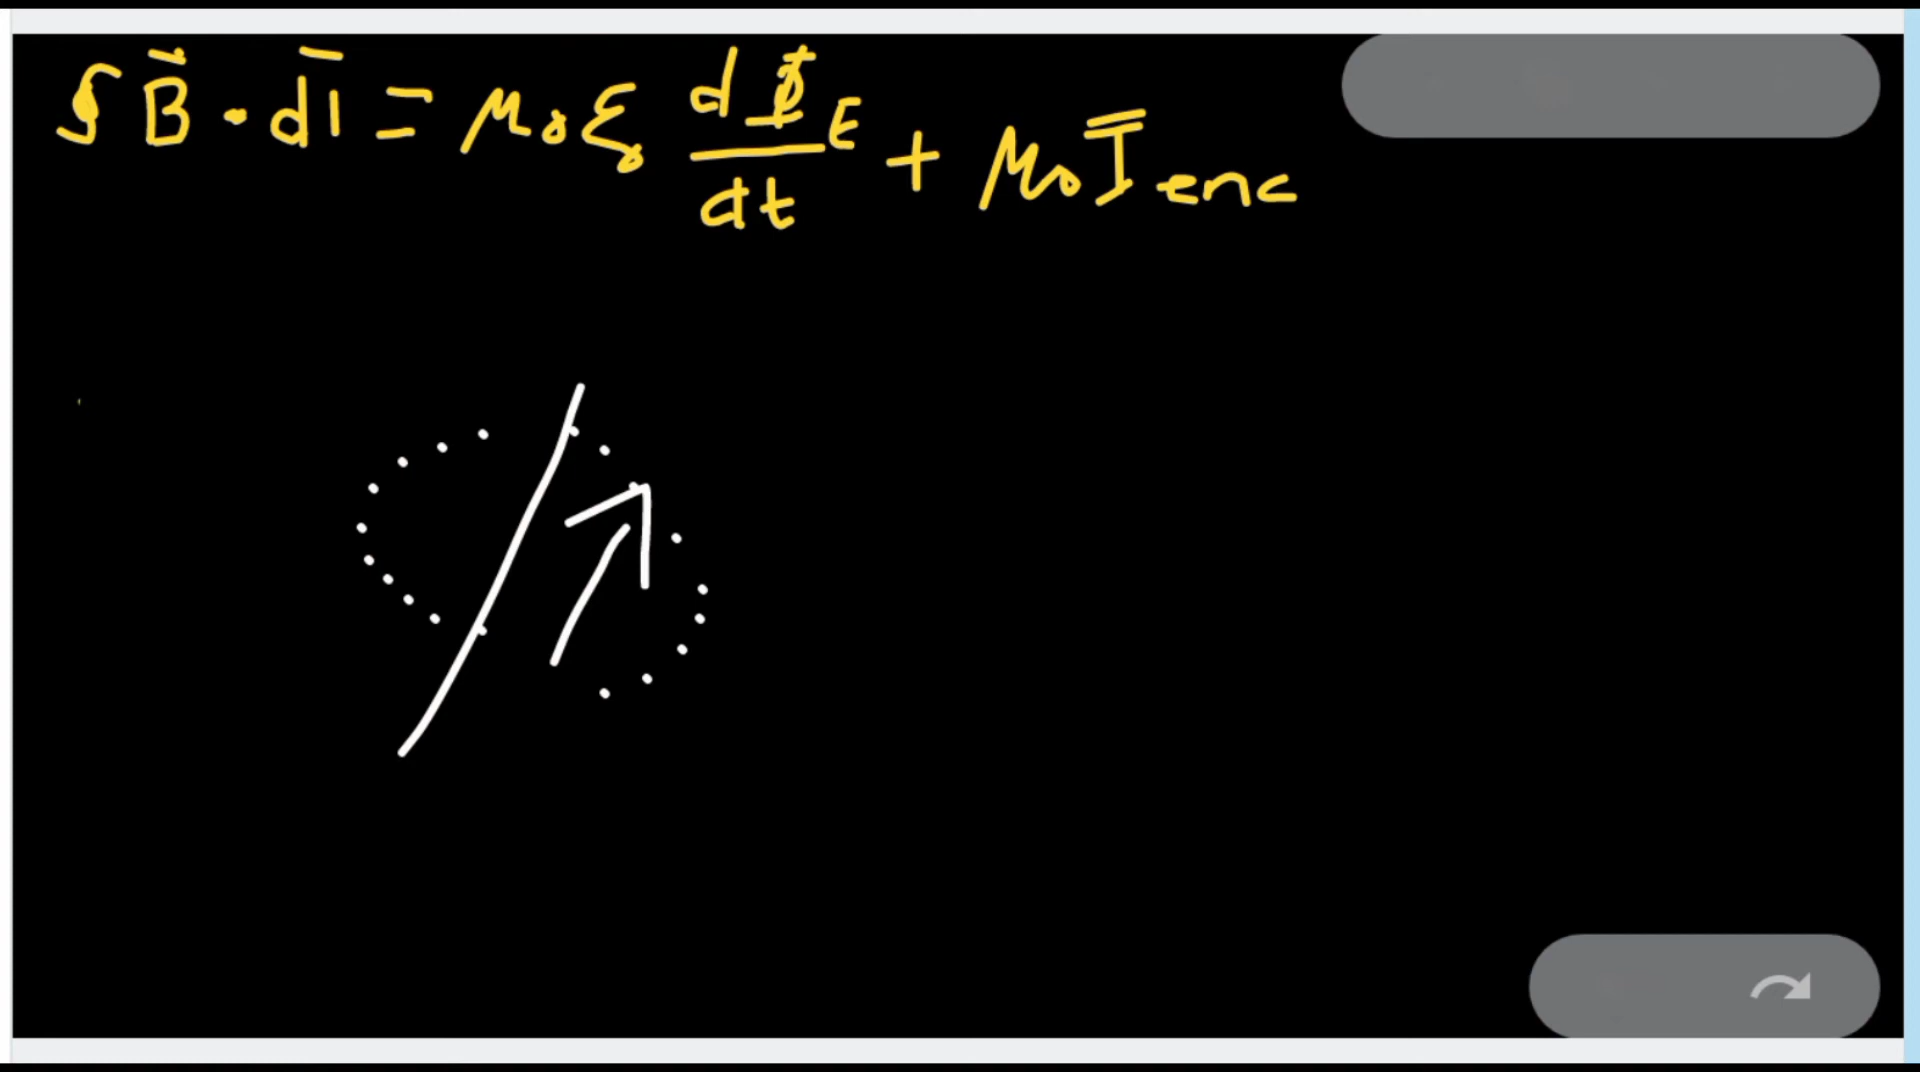 ∮ B⃗ · dl̄ = μ₀ε₀ dΦ_E/dt + μ₀I_enc